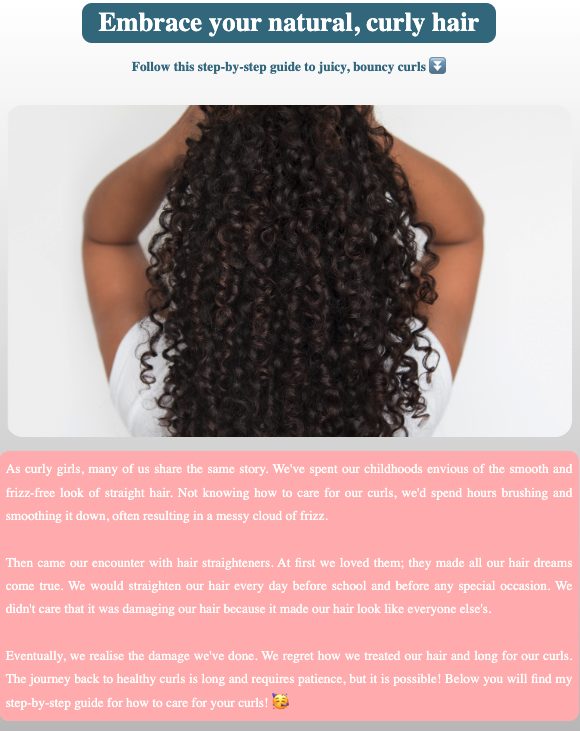 Embrace your natural, curly hair
Follow this step-by-step guide to juicy, bouncy curls ⏬
As curly girls, many of us share the same story. We've spent our childhoods envious of the smooth and
frizz-free look of straight hair. Not knowing how to care for our curls, we'd spend hours brushing and
smoothing it down, often resulting in a messy cloud of frizz.
Then came our encounter with hair straighteners. At first we loved them; they made all our hair dreams
come true. We would straighten our hair every day before school and before any special occasion. We
didn't care that it was damaging our hair because it made our hair look like everyone else's.
Eventually, we realise the damage we've done. We regret how we treated our hair and long for our curls.
The journey back to healthy curls is long and requires patience, but it is possible! Below you will find my
step-by-step guide for how to care for your curls! 🥳